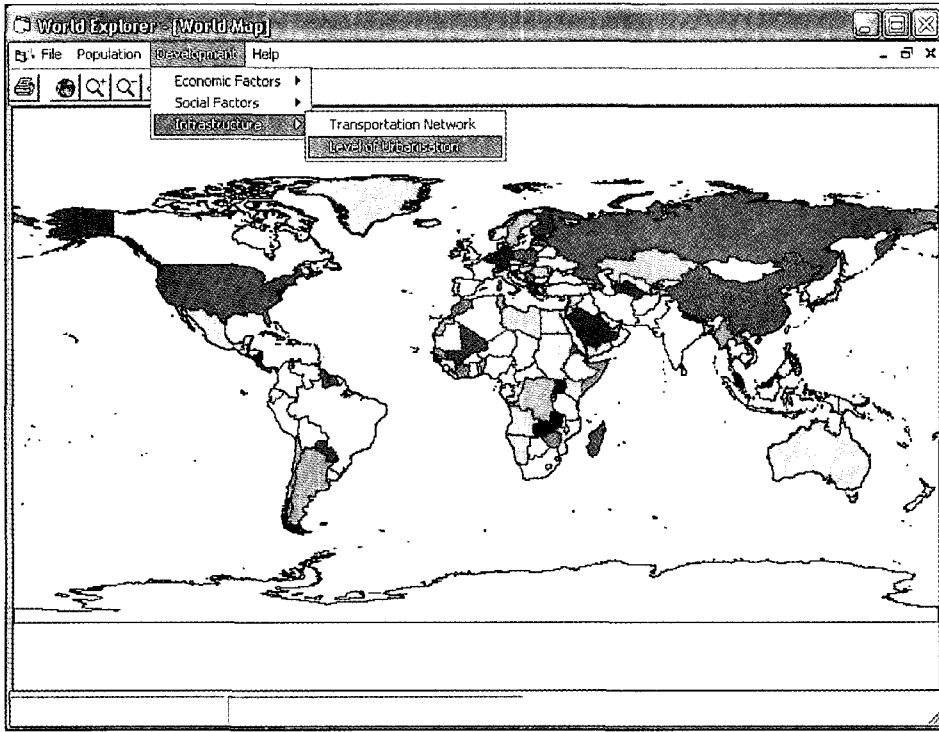 World Explorer - [World Map]
File Population Development Help
Economic Factors
Social Factors
Infrastructure
Transportation Network
Level of Urbanisation